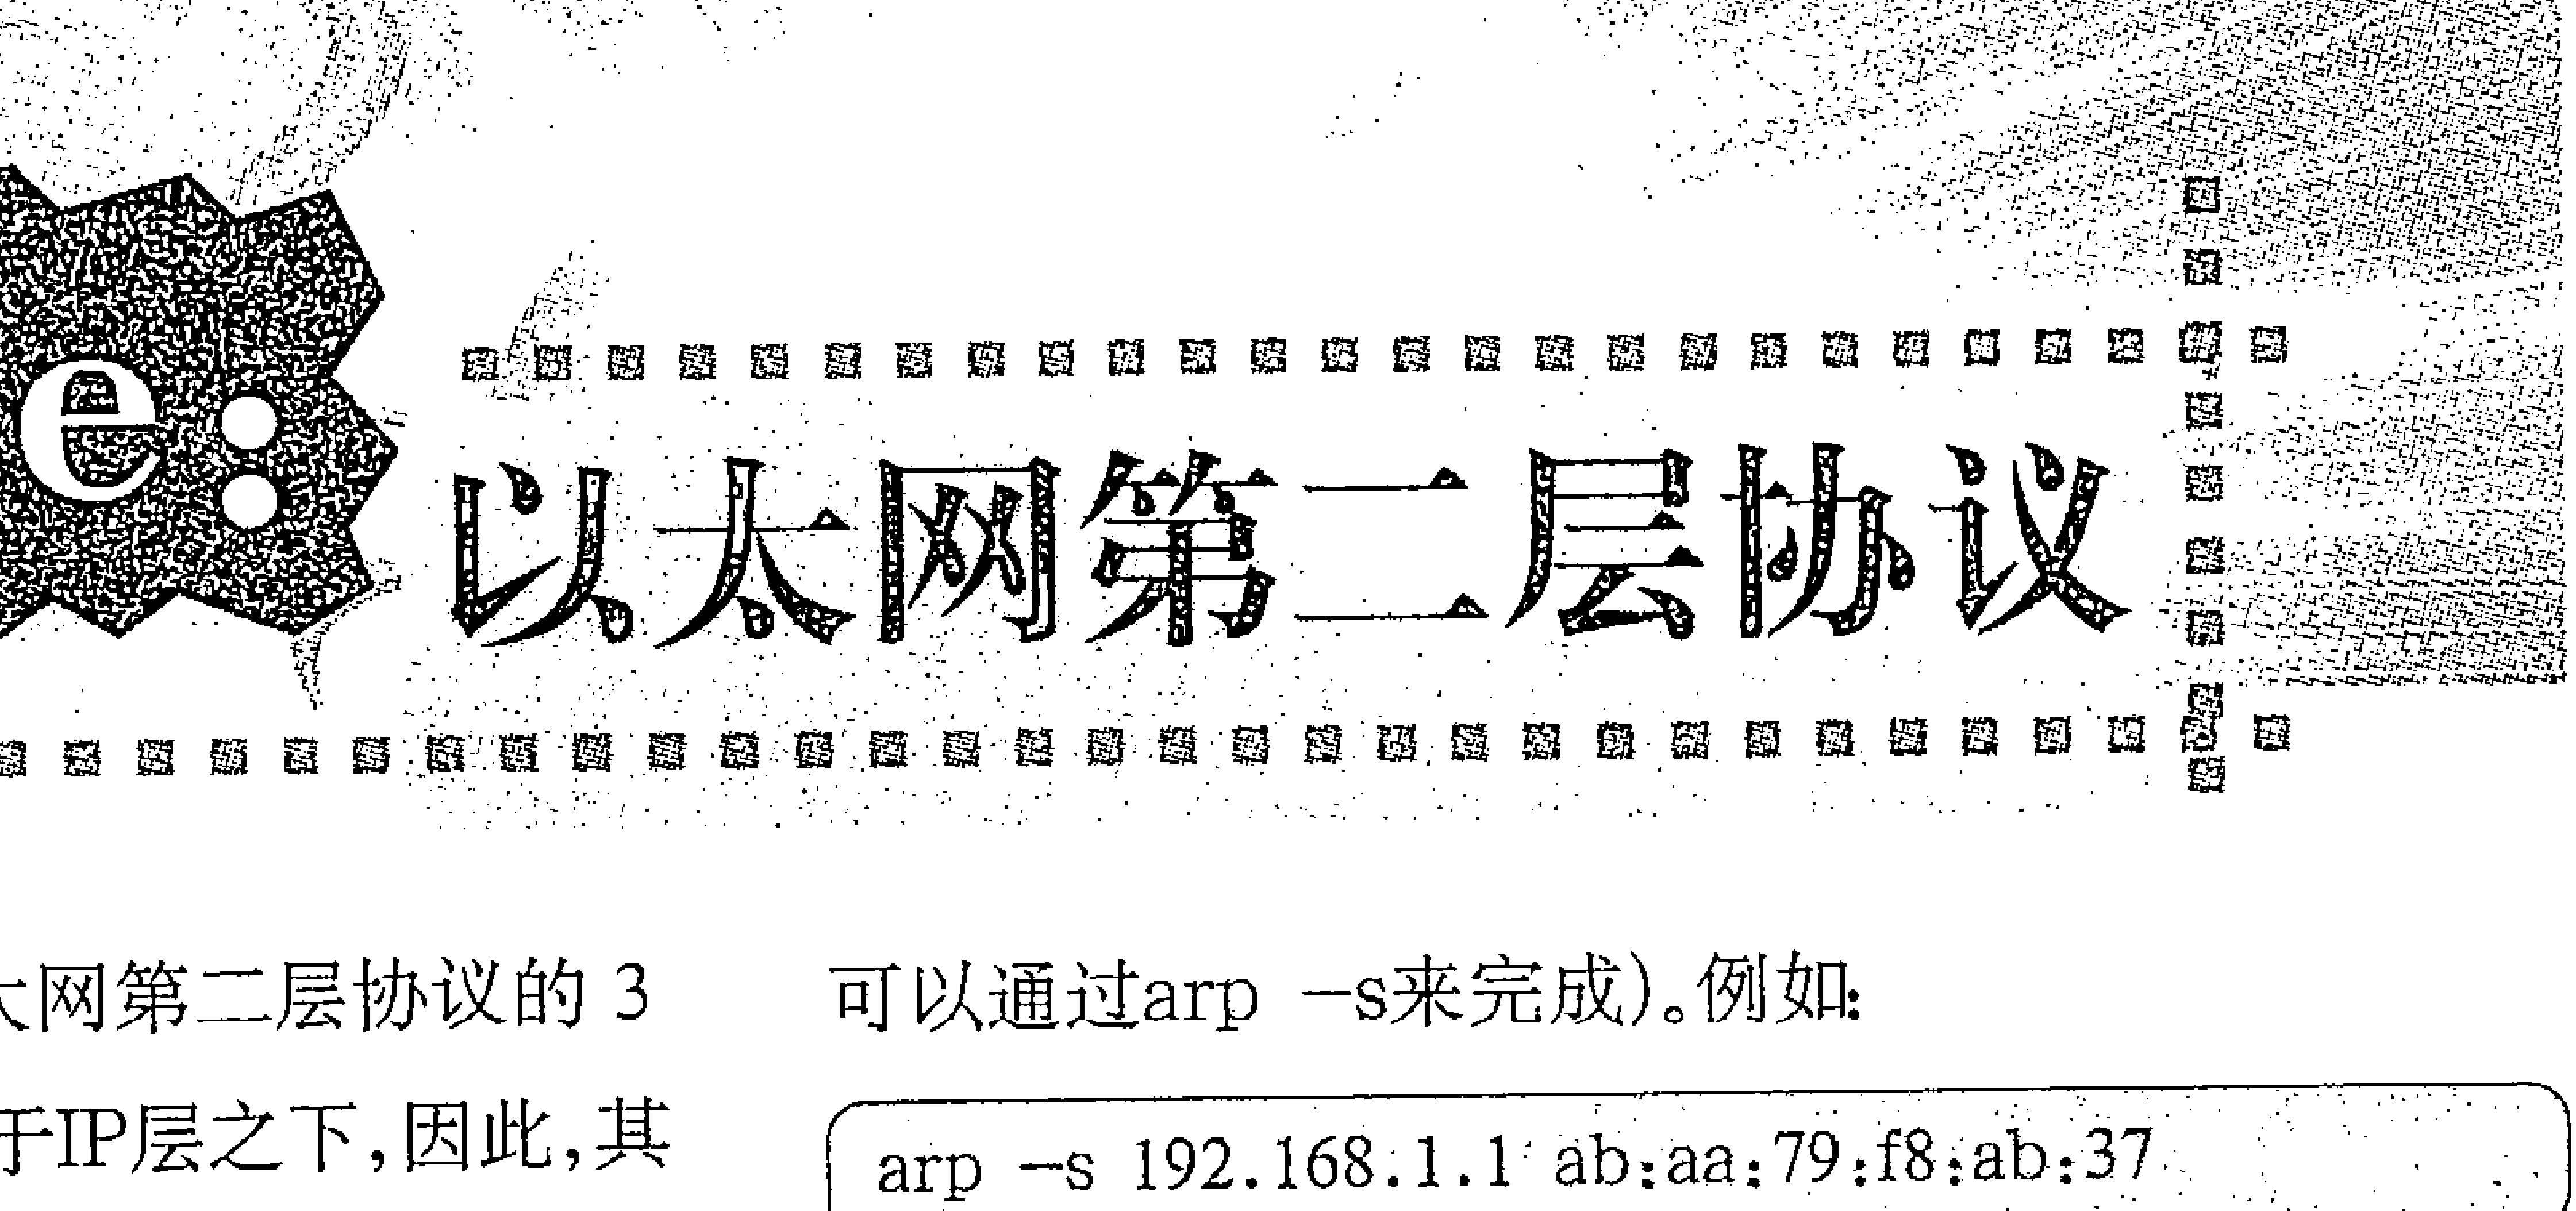 e:
以太网第二层协议
太网第二层协议的 3
于IP层之下,因此,其
可以通过arp -s来完成)。例如:
arp -s 192.168.1.1 ab:aa:79:f8:ab:37